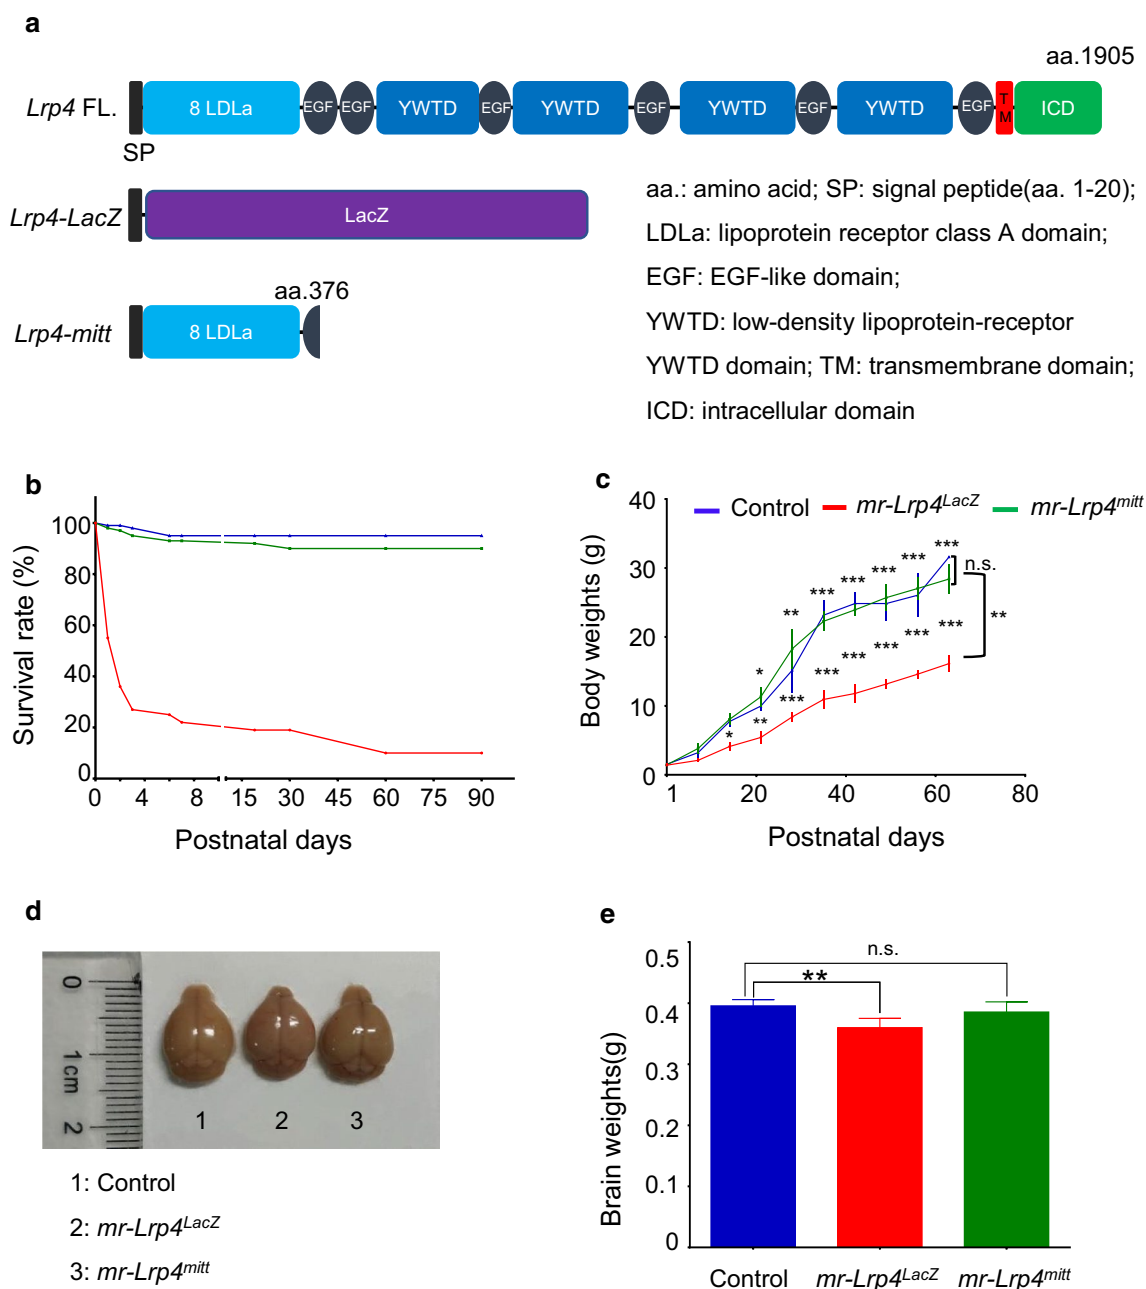 a
aa.1905
Lrp4 FL.
8 LDLa
EGF
EGF
YWTD
EGF
YWTD
EGF
YWTD
EGF
YWTD
EGF
TM
ICD
SP
Lrp4-LacZ
LacZ
aa.376
Lrp4-mitt
8 LDLa
aa.: amino acid; SP: signal peptide(aa. 1-20);
LDLa: lipoprotein receptor class A domain;
EGF: EGF-like domain;
YWTD: low-density lipoprotein-receptor
YWTD domain; TM: transmembrane domain;
ICD: intracellular domain
b
Survival rate (%)
100
80
60
40
20
0
0 4 8 15 30 45 60 75 90
Postnatal days
c
Control mr-Lrp4LacZ mr-Lrp4mitt
Body weights (g)
40
30
20
10
0
* ** *** *** *** *** ***
* ** *** *** *** *** *** ***
n.s.
**
1 20 40 60 80
Postnatal days
d
0
1cm
2
1 2 3
1: Control
2: mr-Lrp4LacZ
3: mr-Lrp4mitt
e
n.s.
**
Brain weights(g)
0.5
0.4
0.3
0.2
0.1
0
Control mr-Lrp4LacZ mr-Lrp4mitt